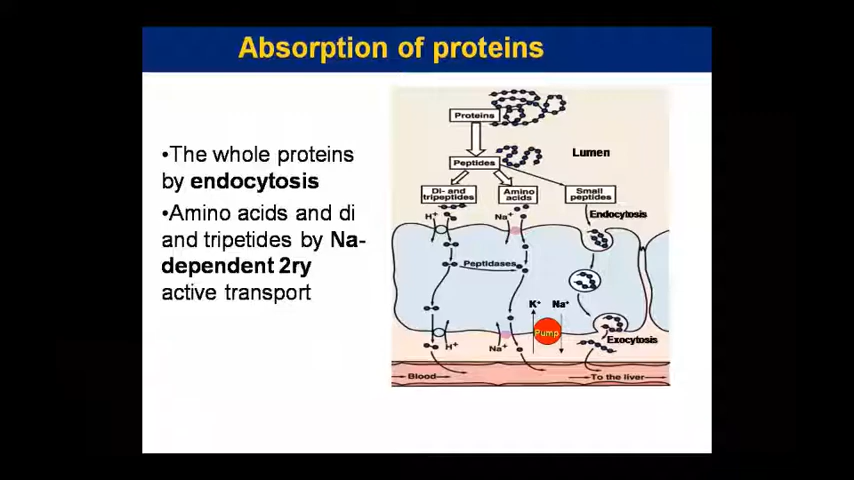 Absorption of proteins
•The whole proteins
by endocytosis
•Amino acids and di
and tripetides by Na-
dependent 2ry
active transport
Proteins
Peptides
Lumen
Di- and
tripeptides
Amino
acids
Small
peptides
H+
Na+
Endocytosis
Peptidases
K+
Na+
Pump
H+
Na+
Exocytosis
Blood
To the liver